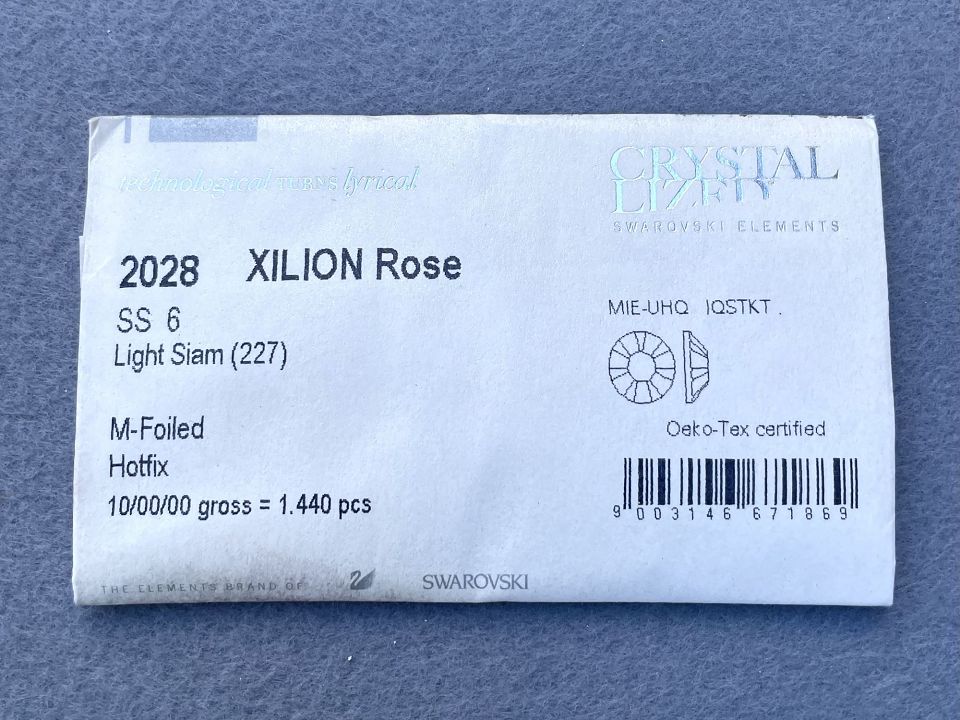 technological TURNS lyrical
CRYSTAL
LIZED
SWAROVSKI ELEMENTS
2028 XILION Rose
SS 6
Light Siam (227)
MIE-UHQ IQSTKT .
M-Foiled
Hotfix
10/00/00 gross = 1.440 pcs
Oeko-Tex certified
9 003146 671869
THE ELEMENTS BRAND OF SWAROVSKI